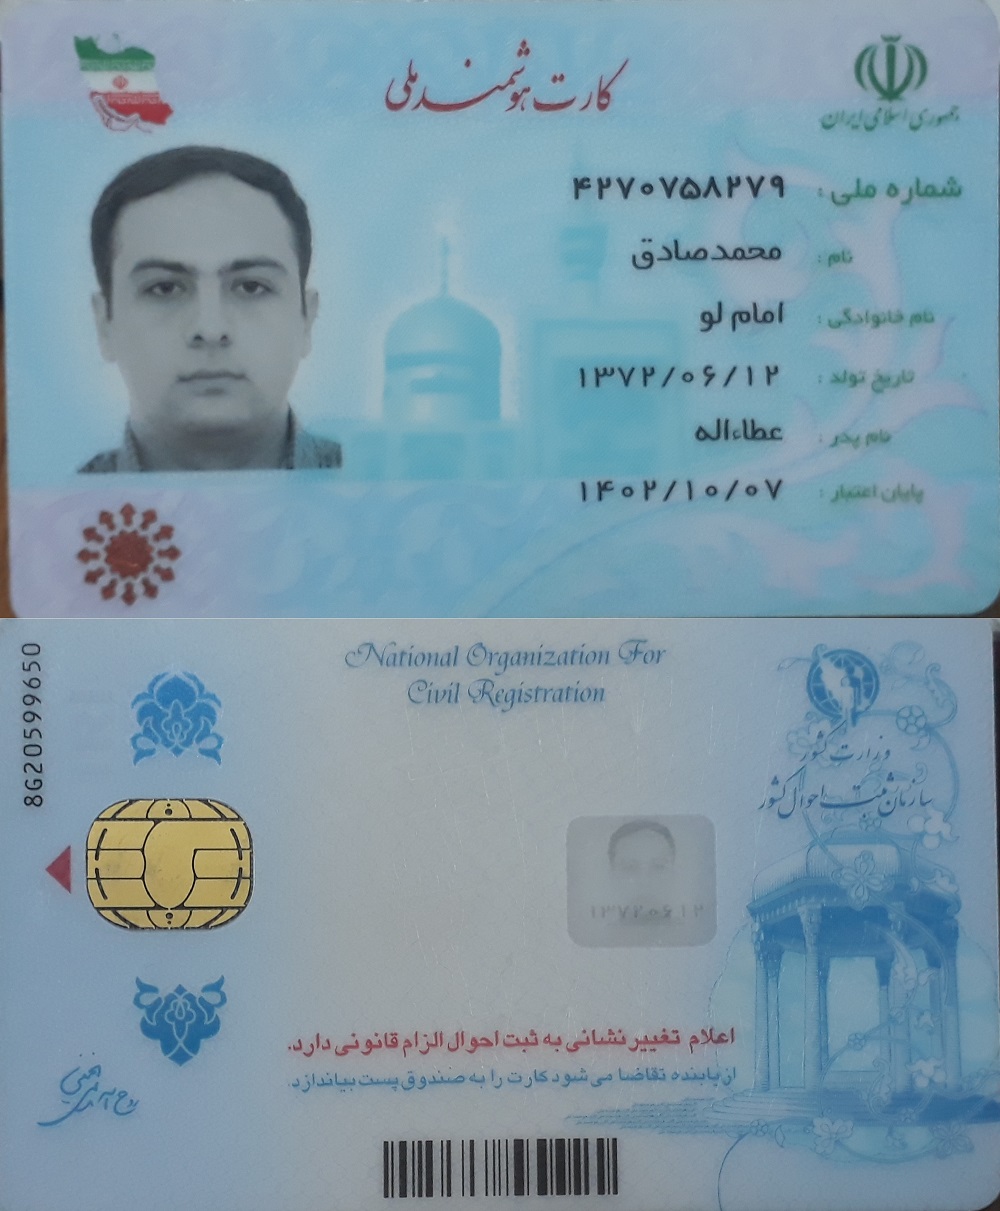 کارت هوشمند ملی
جمهوری اسلامی ایران
شماره ملی : ۴۲۷۰۷۵۸۲۷۹
نام : محمدصادق
نام خانوادگی : امام لو
تاریخ تولد : ۱۳۷۲/۰۶/۱۲
نام پدر : عطاءاله
پایان اعتبار : ۱۴۰۲/۱۰/۰۷
National Organization For
Civil Registration
8G20599650
وزارت کشور
سازمان ثبت احوال کشور
۱۳۷۲۰۶۱۲
اعلام تغییر نشانی به ثبت احوال الزام قانونی دارد.
از یابنده تقاضا می شود کارت را به صندوق پست بیاندازد.